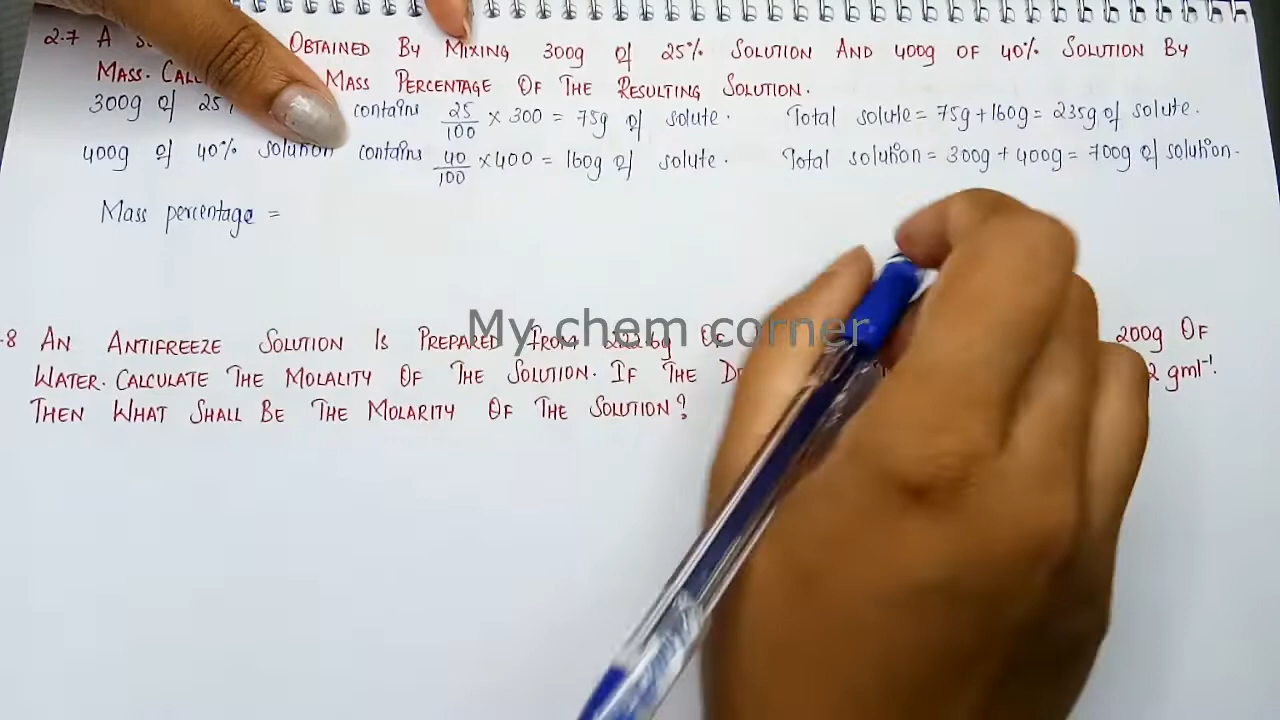 2.7 A OBTAINED BY MIXING 300g of 25% SOLUTION AND 400g OF 40% SOLUTION BY
MASS. MASS PERCENTAGE OF THE RESULTING SOLUTION.
300g of contains 25/100 × 300 = 75g of solute. Total solute = 75g + 160g = 235g of solute.
400g of 40% solution contains 40/100 × 400 = 160g of solute. Total solution = 300g + 400g = 700g of solution.
Mass percentage =
My chem corner
.8 AN ANTIFREEZE SOLUTION IS PREPARED FROM 222.6g OF 200g OF
WATER. CALCULATE THE MOLALITY OF THE SOLUTION. IF THE 2 gml⁻¹.
THEN WHAT SHALL BE THE MOLARITY OF THE SOLUTION?